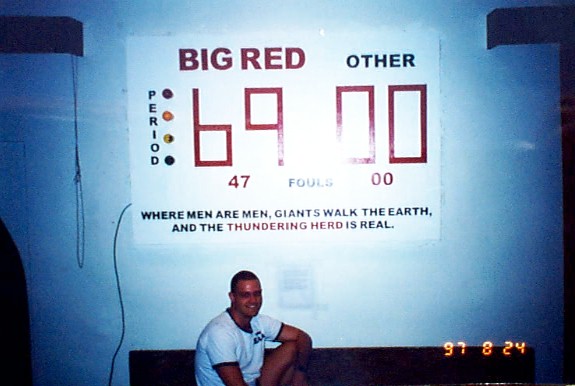 BIG RED OTHER
PERIOD
69 00
47 FOULS 00
WHERE MEN ARE MEN, GIANTS WALK THE EARTH,
AND THE THUNDERING HERD IS REAL.
97 8 24